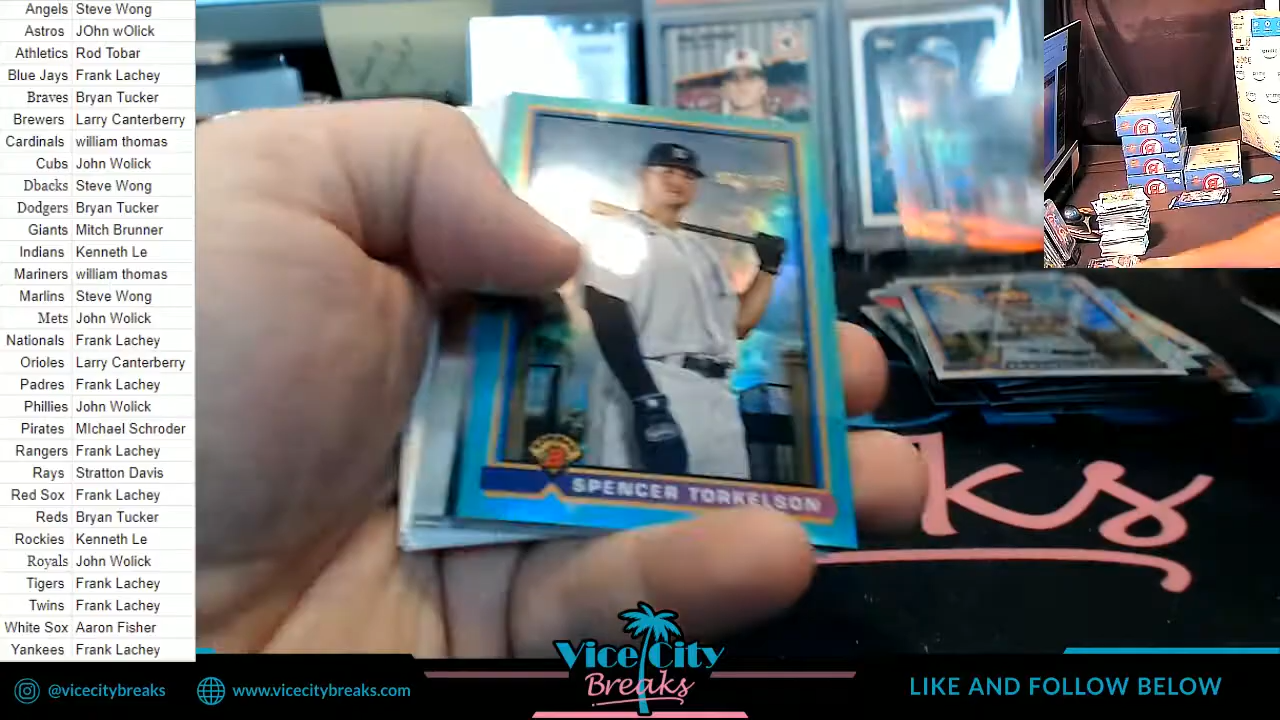 Angels Steve Wong
Astros JOhn wOlick
Athletics Rod Tobar
Blue Jays Frank Lachey
Braves Bryan Tucker
Brewers Larry Canterberry
Cardinals william thomas
Cubs John Wolick
Dbacks Steve Wong
Dodgers Bryan Tucker
Giants Mitch Brunner
Indians Kenneth Le
Mariners william thomas
Marlins Steve Wong
Mets John Wolick
Nationals Frank Lachey
Orioles Larry Canterberry
Padres Frank Lachey
Phillies John Wolick
Pirates MIchael Schroder
Rangers Frank Lachey
Rays Stratton Davis
Red Sox Frank Lachey
Reds Bryan Tucker
Rockies Kenneth Le
Royals John Wolick
Tigers Frank Lachey
Twins Frank Lachey
White Sox Aaron Fisher
Yankees Frank Lachey
SPENCER TORKELSON
ks
Vice City
Breaks
@vicecitybreaks
www.vicecitybreaks.com
LIKE AND FOLLOW BELOW